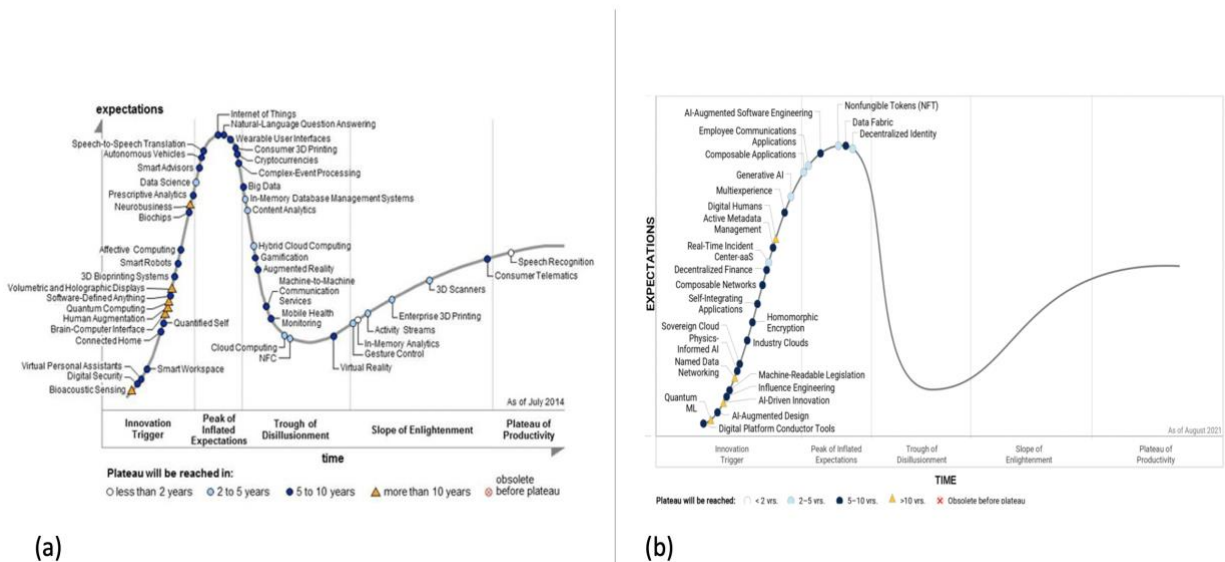 expectations
Internet of Things
Natural-Language Question Answering
Wearable User Interfaces
Consumer 3D Printing
Cryptocurrencies
Complex-Event Processing
Speech-to-Speech Translation
Autonomous Vehicles
Smart Advisors
Data Science
Prescriptive Analytics
Neurobusiness
Biochips
Big Data
In-Memory Database Management Systems
Content Analytics
Hybrid Cloud Computing
Gamification
Augmented Reality
Machine-to-Machine
Communication
Services
Mobile Health
Monitoring
Affective Computing
Smart Robots
3D Bioprinting Systems
Volumetric and Holographic Displays
Software-Defined Anything
Quantum Computing
Human Augmentation
Brain-Computer Interface
Connected Home
Quantified Self
Cloud Computing
NFC
Virtual Reality
Gesture Control
In-Memory Analytics
Activity Streams
Enterprise 3D Printing
3D Scanners
Consumer Telematics
Speech Recognition
Virtual Personal Assistants
Digital Security
Bioacoustic Sensing
Smart Workspace
As of July 2014
Innovation
Trigger
Peak of
Inflated
Expectations
Trough of
Disillusionment
Slope of Enlightenment
Plateau of
Productivity
time
Plateau will be reached in:
less than 2 years
2 to 5 years
5 to 10 years
more than 10 years
obsolete
before plateau
(a)
EXPECTATIONS
Nonfungible Tokens (NFT)
Data Fabric
Decentralized Identity
AI-Augmented Software Engineering
Employee Communications
Applications
Composable Applications
Generative AI
Multiexperience
Digital Humans
Active Metadata
Management
Real-Time Incident
Center-aaS
Decentralized Finance
Composable Networks
Self-Integrating
Applications
Homomorphic
Encryption
Industry Clouds
Sovereign Cloud
Physics-
Informed AI
Named Data
Networking
Machine-Readable Legislation
Influence Engineering
AI-Driven Innovation
Quantum
ML
AI-Augmented Design
Digital Platform Conductor Tools
As of August 2021
Innovation
Trigger
Peak of Inflated
Expectations
Trough of
Disillusionment
Slope of
Enlightenment
Plateau of
Productivity
TIME
Plateau will be reached:
< 2 yrs.
2–5 yrs.
5–10 yrs.
>10 yrs.
Obsolete before plateau
(b)